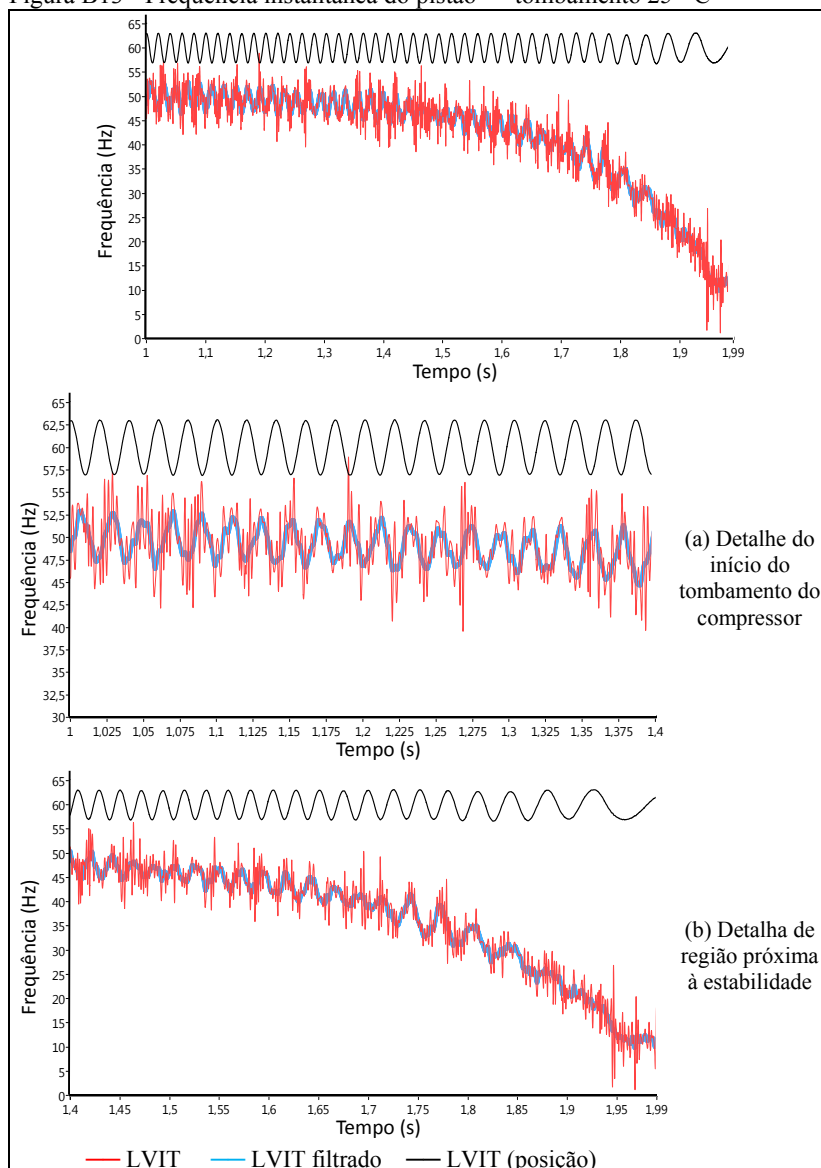 Figura B15 - Frequência instantânea do pistão — tombamento 25 °C
65
60
55
50
45
40
35
30
25
20
15
10
5
0
Frequência (Hz)
1 1,1 1,2 1,3 1,4 1,5 1,6 1,7 1,8 1,9 1,99
Tempo (s)
65
62,5
60
57,5
55
52,5
50
47,5
45
42,5
40
37,5
35
32,5
30
Frequência (Hz)
1 1,025 1,05 1,075 1,1 1,125 1,15 1,175 1,2 1,225 1,25 1,275 1,3 1,325 1,35 1,375 1,4
Tempo (s)
(a) Detalhe do
início do
tombamento do
compressor
65
60
55
50
45
40
35
30
25
20
15
10
5
0
Frequência (Hz)
1,4 1,45 1,5 1,55 1,6 1,65 1,7 1,75 1,8 1,85 1,9 1,95 1,99
Tempo (s)
(b) Detalha de
região próxima
à estabilidade
LVIT LVIT filtrado LVIT (posição)